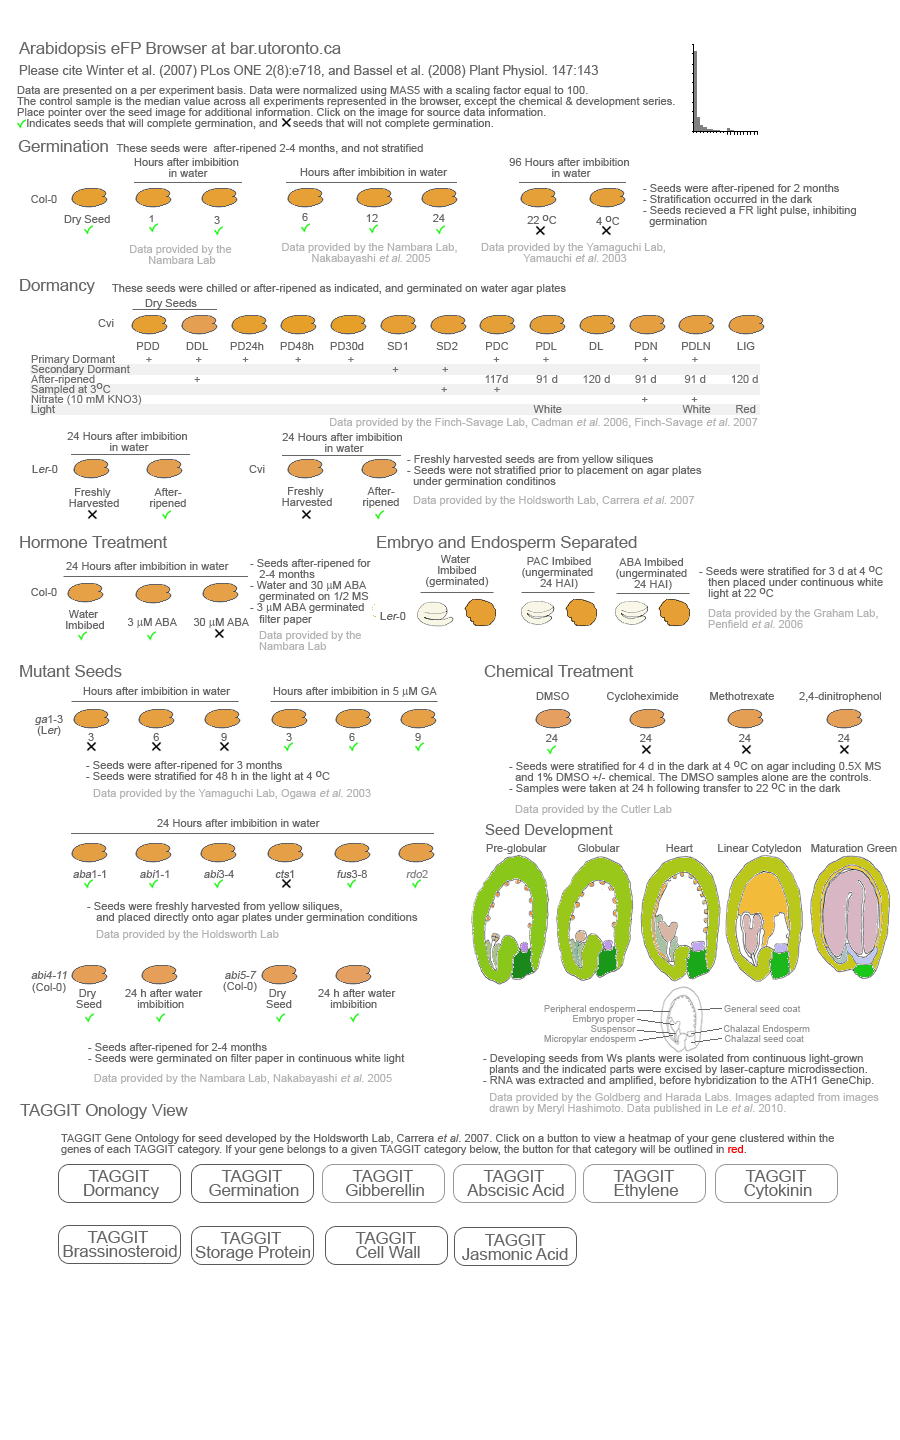 Arabidopsis eFP Browser at bar.utoronto.ca
Please cite Winter et al. (2007) PLos ONE 2(8):e718, and Bassel et al. (2008) Plant Physiol. 147:143
Data are presented on a per experiment basis. Data were normalized using MAS5 with a scaling factor equal to 100.
The control sample is the median value across all experiments represented in the browser, except the chemical & development series.
Place pointer over the seed image for additional information. Click on the image for source data information.
✓Indicates seeds that will complete germination, and ✕ seeds that will not complete germination.
Germination These seeds were after-ripened 2-4 months, and not stratified
Hours after imbibition
in water
Hours after imbibition in water
96 Hours after imbibition
in water
Col-0
Dry Seed 1 3 6 12 24 22 ºC 4 ºC
- Seeds were after-ripened for 2 months
- Stratification occurred in the dark
- Seeds recieved a FR light pulse, inhibiting
germination
Data provided by the
Nambara Lab
Data provided by the Nambara Lab,
Nakabayashi et al. 2005
Data provided by the Yamaguchi Lab,
Yamauchi et al. 2003
Dormancy These seeds were chilled or after-ripened as indicated, and germinated on water agar plates
Dry Seeds
Cvi
PDD DDL PD24h PD48h PD30d SD1 SD2 PDC PDL DL PDN PDLN LIG
Primary Dormant + + + + + + + + +
Secondary Dormant + +
After-ripened + 117d 91 d 120 d 91 d 91 d 120 d
Sampled at 3ºC + +
Nitrate (10 mM KNO3) + +
Light White White Red
Data provided by the Finch-Savage Lab, Cadman et al. 2006, Finch-Savage et al. 2007
24 Hours after imbibition
in water
Ler-0
Freshly
Harvested
After-
ripened
24 Hours after imbibition
in water
Cvi
Freshly
Harvested
After-
ripened
- Freshly harvested seeds are from yellow siliques
- Seeds were not stratified prior to placement on agar plates
under germination conditinos
Data provided by the Holdsworth Lab, Carrera et al. 2007
Hormone Treatment
24 Hours after imbibition in water
Col-0
Water
Imbibed
3 µM ABA
30 µM ABA
- Seeds after-ripened for
2-4 months
- Water and 30 µM ABA
germinated on 1/2 MS
- 3 µM ABA germinated
filter paper
Data provided by the
Nambara Lab
Embryo and Endosperm Separated
Water
Imbibed
(germinated)
PAC Imbibed
(ungerminated
24 HAI)
ABA Imbibed
(ungerminated
24 HAI)
Ler-0
- Seeds were stratified for 3 d at 4 ºC
then placed under continuous white
light at 22 ºC
Data provided by the Graham Lab,
Penfield et al. 2006
Mutant Seeds
Hours after imbibition in water
Hours after imbibition in 5 µM GA
ga1-3
(Ler)
3 6 9 3 6 9
- Seeds were after-ripened for 3 months
- Seeds were stratified for 48 h in the light at 4 ºC
Data provided by the Yamaguchi Lab, Ogawa et al. 2003
24 Hours after imbibition in water
aba1-1 abi1-1 abi3-4 cts1 fus3-8 rdo2
- Seeds were freshly harvested from yellow siliques,
and placed directly onto agar plates under germination conditions
Data provided by the Holdsworth Lab
abi4-11
(Col-0)
Dry
Seed
24 h after water
imbibition
abi5-7
(Col-0)
Dry
Seed
24 h after water
imbibition
- Seeds after-ripened for 2-4 months
- Seeds were germinated on filter paper in continuous white light
Data provided by the Nambara Lab, Nakabayashi et al. 2005
Chemical Treatment
DMSO Cycloheximide Methotrexate 2,4-dinitrophenol
24 24 24 24
- Seeds were stratified for 4 d in the dark at 4 ºC on agar including 0.5X MS
and 1% DMSO +/- chemical. The DMSO samples alone are the controls.
- Samples were taken at 24 h following transfer to 22 ºC in the dark
Data provided by the Cutler Lab
Seed Development
Pre-globular Globular Heart Linear Cotyledon Maturation Green
Peripheral endosperm
Embryo proper
Suspensor
Micropylar endosperm
General seed coat
Chalazal Endosperm
Chalazal seed coat
- Developing seeds from Ws plants were isolated from continuous light-grown
plants and the indicated parts were excised by laser-capture microdissection.
- RNA was extracted and amplified, before hybridization to the ATH1 GeneChip.
Data provided by the Goldberg and Harada Labs. Images adapted from images
drawn by Meryl Hashimoto. Data published in Le et al. 2010.
TAGGIT Onology View
TAGGIT Gene Ontology for seed developed by the Holdsworth Lab, Carrera et al. 2007. Click on a button to view a heatmap of your gene clustered within the
genes of each TAGGIT category. If your gene belongs to a given TAGGIT category below, the button for that category will be outlined in red.
TAGGIT
Dormancy
TAGGIT
Germination
TAGGIT
Gibberellin
TAGGIT
Abscisic Acid
TAGGIT
Ethylene
TAGGIT
Cytokinin
TAGGIT
Brassinosteroid
TAGGIT
Storage Protein
TAGGIT
Cell Wall
TAGGIT
Jasmonic Acid